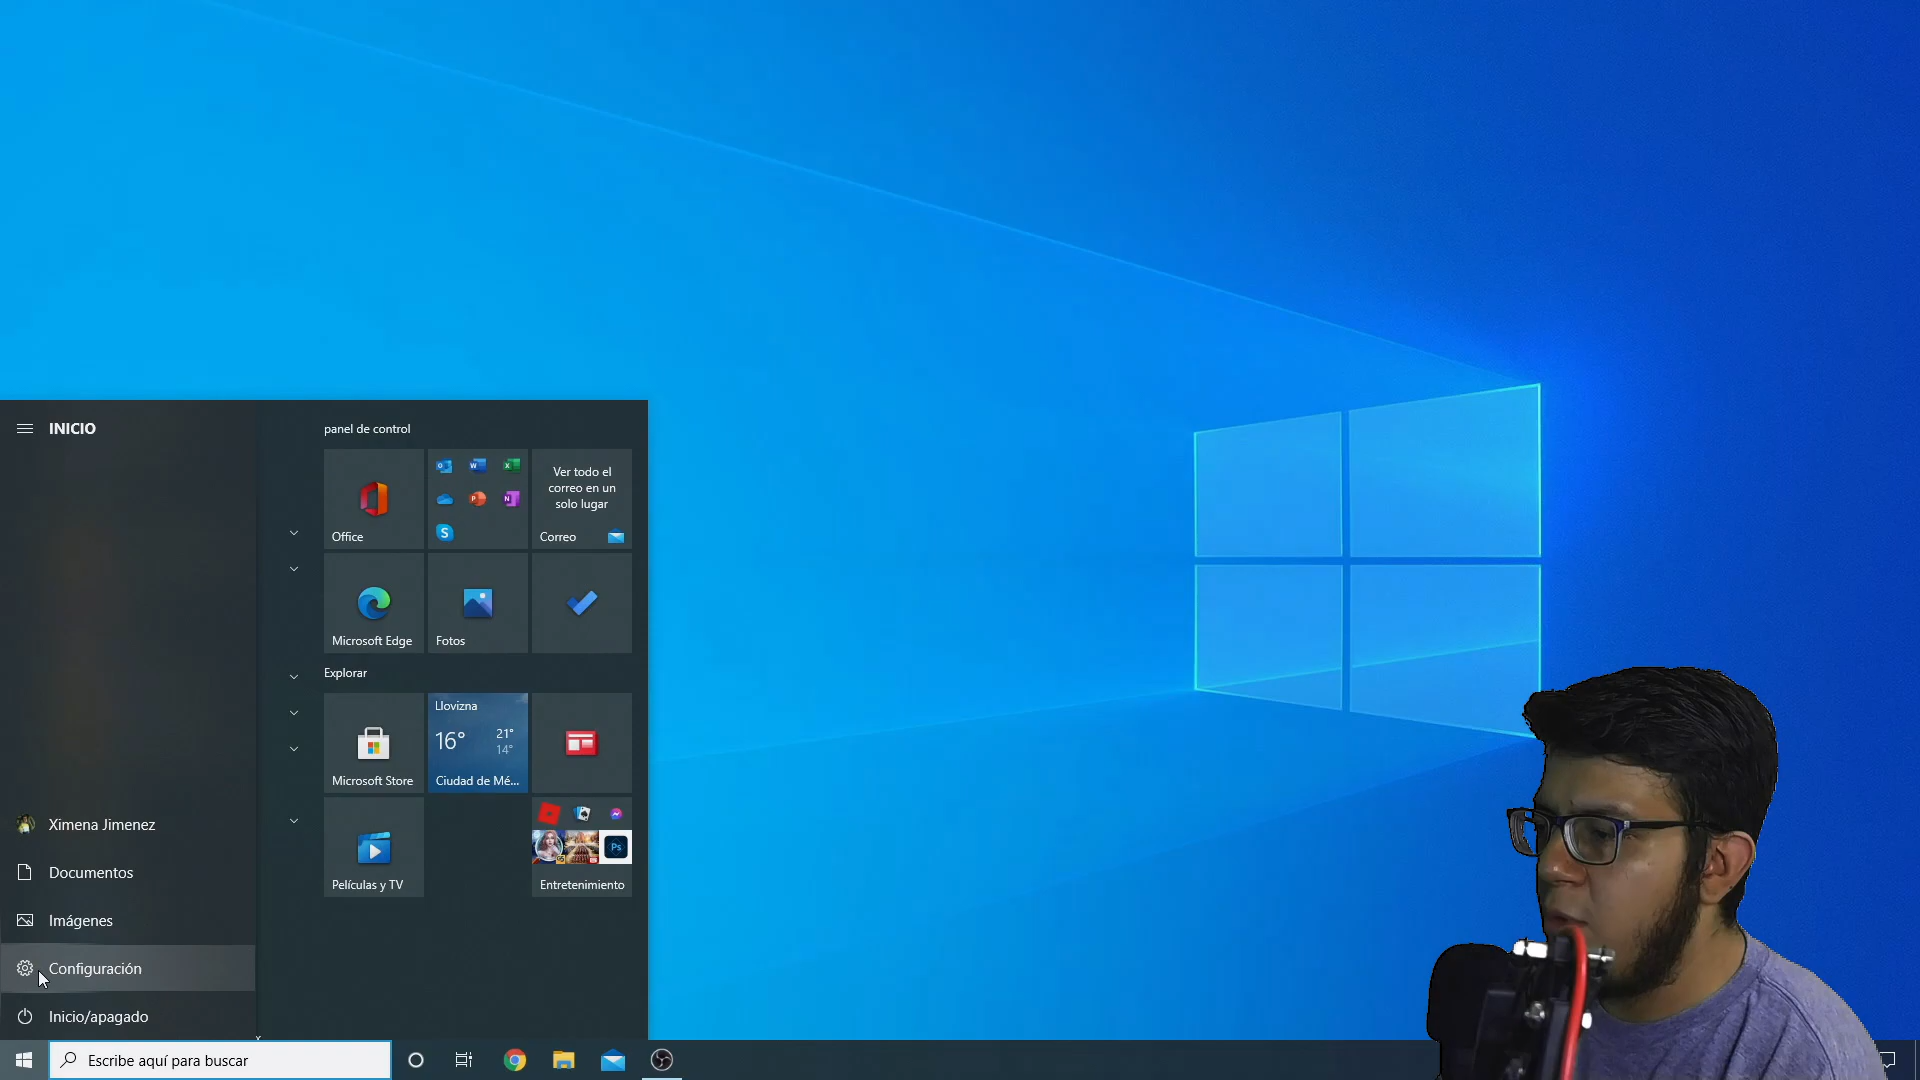 INICIO
panel de control
Office
Ver todo el
correo en un
solo lugar
Correo
Microsoft Edge
Fotos
Explorar
Microsoft Store
Llovizna
16° 21°
14°
Ciudad de Mé...
Películas y TV
Ps
Entretenimiento
Ximena Jimenez
Documentos
Imágenes
Configuración
Inicio/apagado
Escribe aquí para buscar